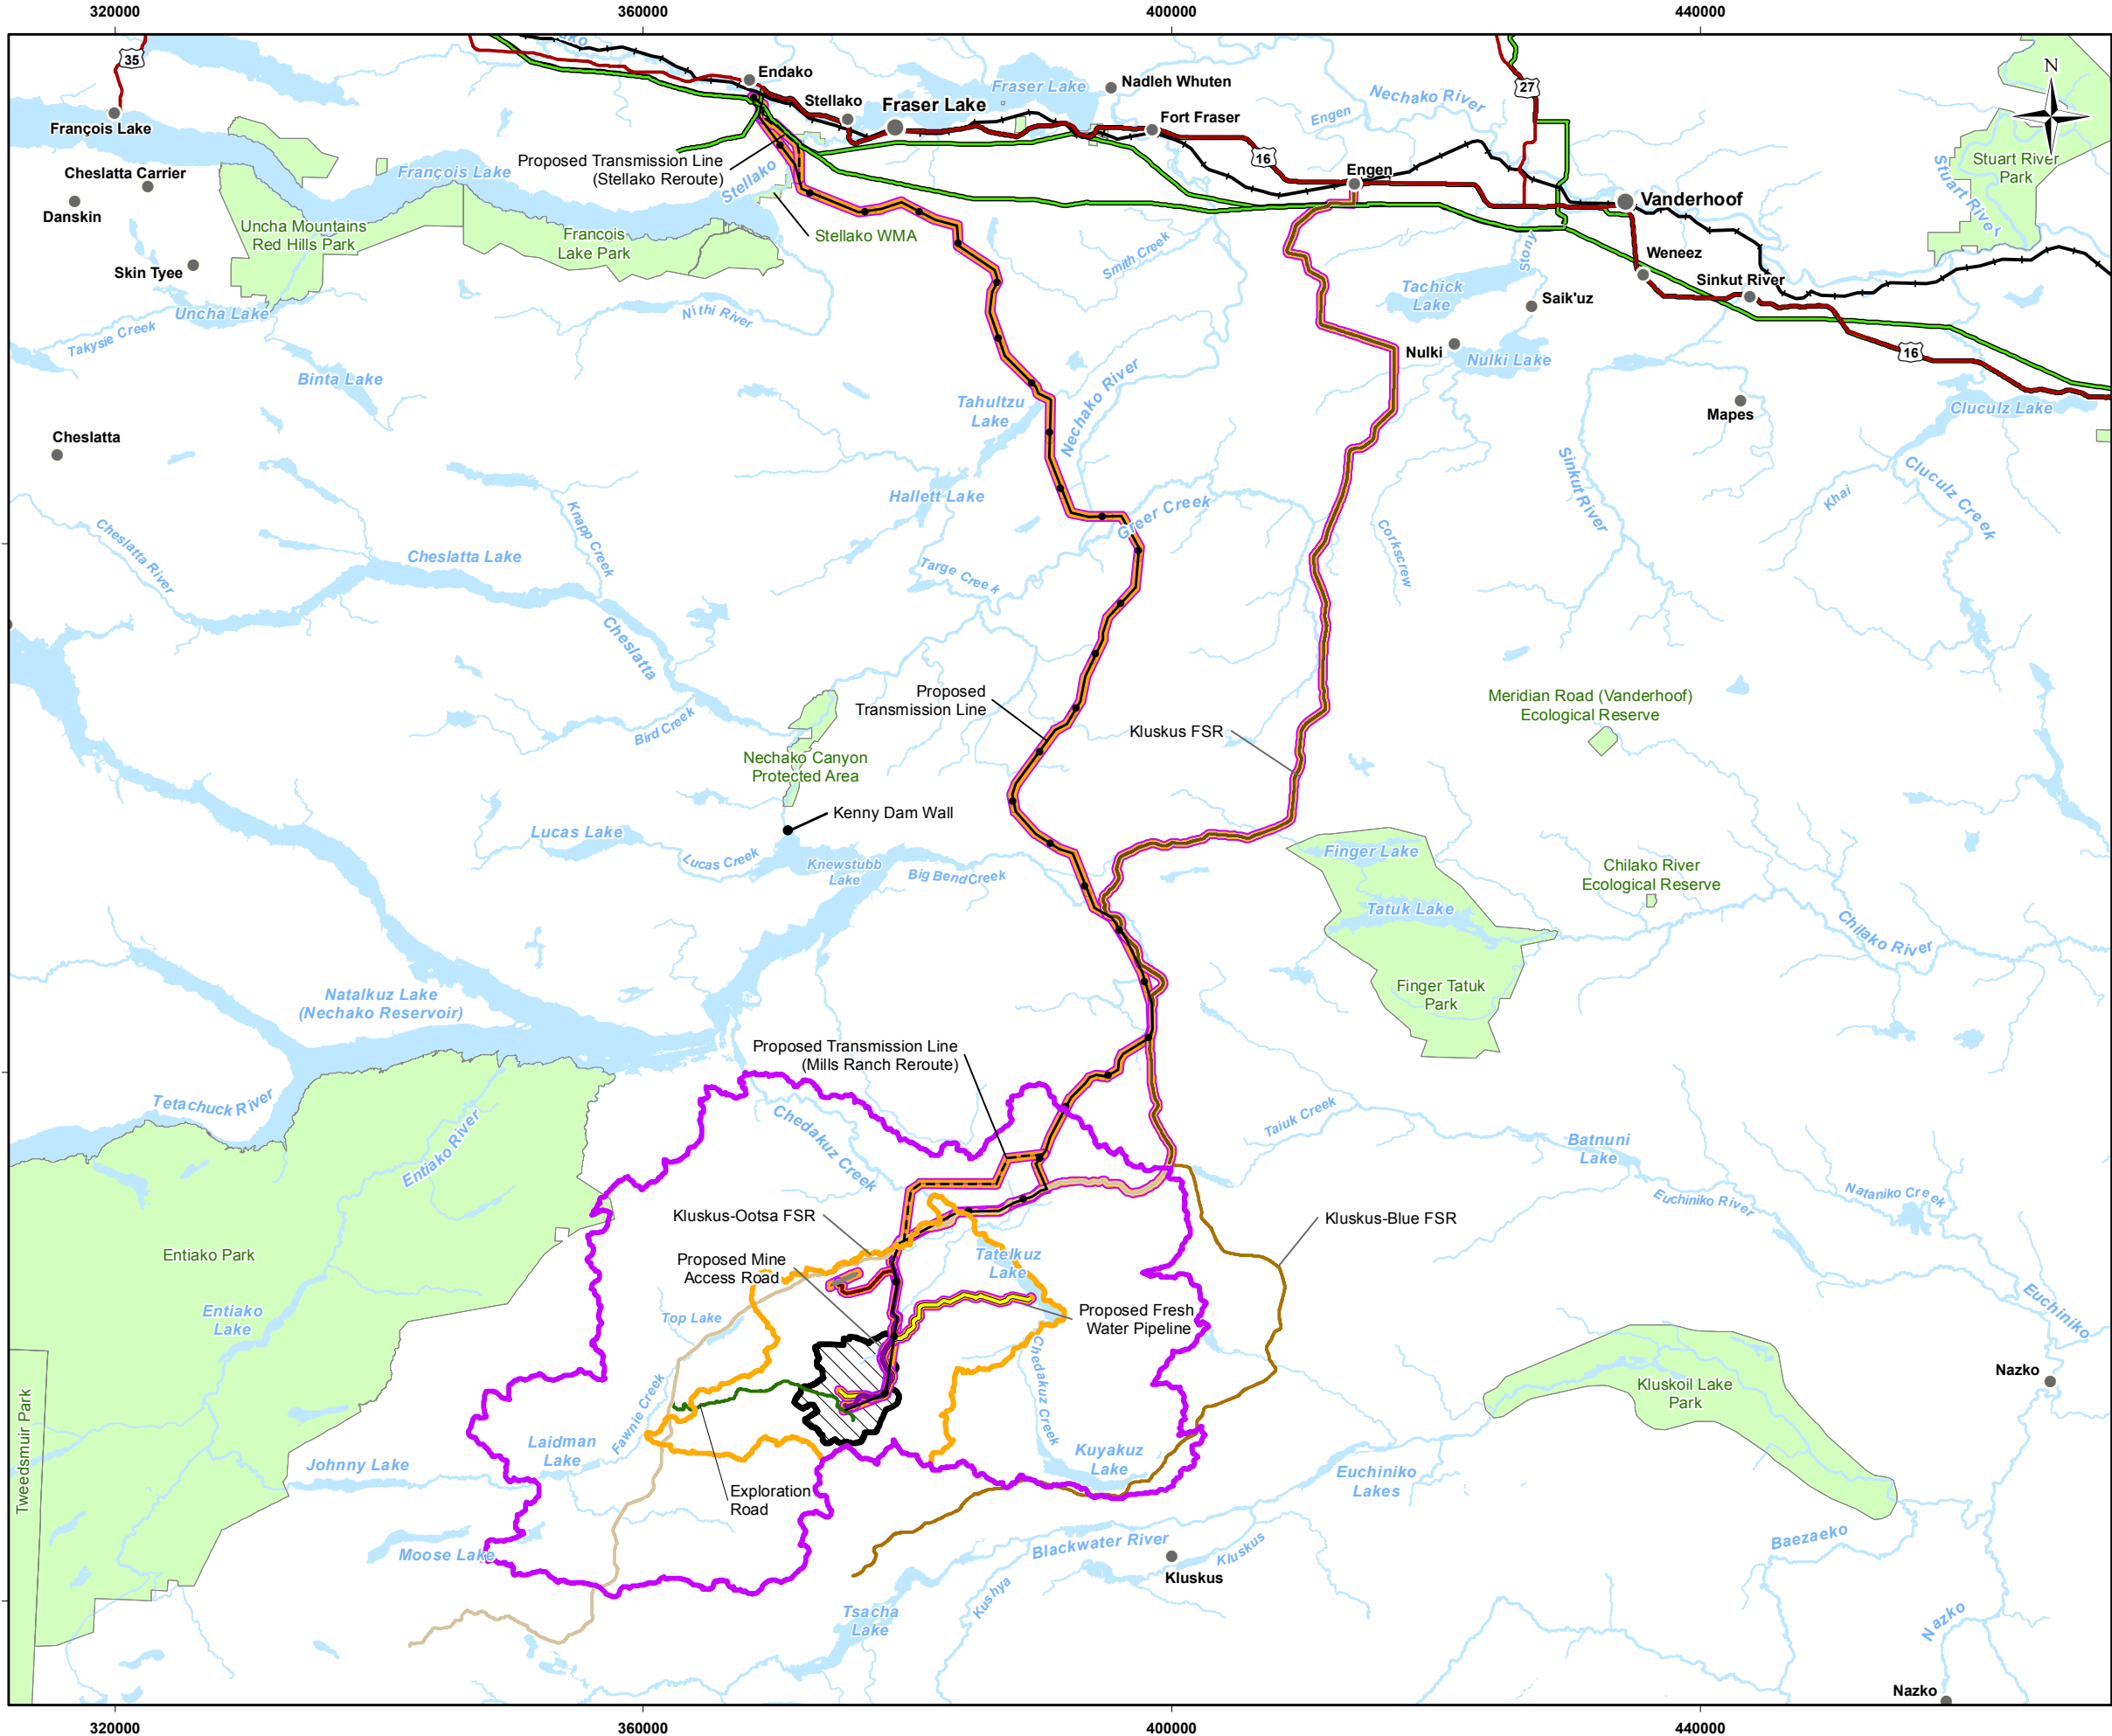 320000
360000
400000
440000
35
Endako
Nadleh Whuten
27
N
Fraser Lake
Stellako
Fraser Lake
Nechako River
Engen
François Lake
Fort Fraser
16
Stuart River
Park
Stuart River
Proposed Transmission Line
(Stellako Reroute)
Cheslatta Carrier
François Lake
Stellako
Engen
Danskin
Vanderhoof
Uncha Mountains
Red Hills Park
Francois
Lake Park
Stellako WMA
Smith Creek
Stony
Weneez
Skin Tyee
Sinkut River
Tachick
Lake
Saik'uz
Uncha Lake
Nithi River
Takysie Creek
Nulki
Nulki Lake
16
Binta Lake
Nechako River
Tahultzu
Lake
Mapes
Cluculz Lake
Cheslatta
Hallett Lake
Greer Creek
Sinkut River
Khai
Cluculz Creek
Cheslatta River
Knapp Creek
Cheslatta Lake
Corkscrew
Targe Creek
Cheslatta
Proposed
Transmission Line
Meridian Road (Vanderhoof)
Ecological Reserve
Bird Creek
Kluskus FSR
Nechako Canyon
Protected Area
Kenny Dam Wall
Lucas Lake
Lucas Creek
Knewstubb
Lake
Big Bend Creek
Finger Lake
Chilako River
Ecological Reserve
Tatuk Lake
Chilako River
Natalkuz Lake
(Nechako Reservoir)
Finger Tatuk
Park
Proposed Transmission Line
(Mills Ranch Reroute)
Tetachuck River
Chedakuz Creek
Taiuk Creek
Entiako River
Batnuni
Lake
Euchiniko River
Nataniko Creek
Kluskus-Ootsa FSR
Kluskus-Blue FSR
Entiako Park
Proposed Mine
Access Road
Tatelkuz
Lake
Entiako
Lake
Top Lake
Proposed Fresh
Water Pipeline
Euchiniko
Chedakuz Creek
Nazko
Tweedsmuir Park
Fawnie Creek
Kluskoil Lake
Park
Laidman
Lake
Johnny Lake
Kuyakuz
Lake
Euchiniko
Lakes
Exploration
Road
Moose Lake
Blackwater River
Kluskus
Baezaeko
Kluskus
Kushya
Tsacha
Lake
Nazko
Nazko
320000
360000
400000
440000